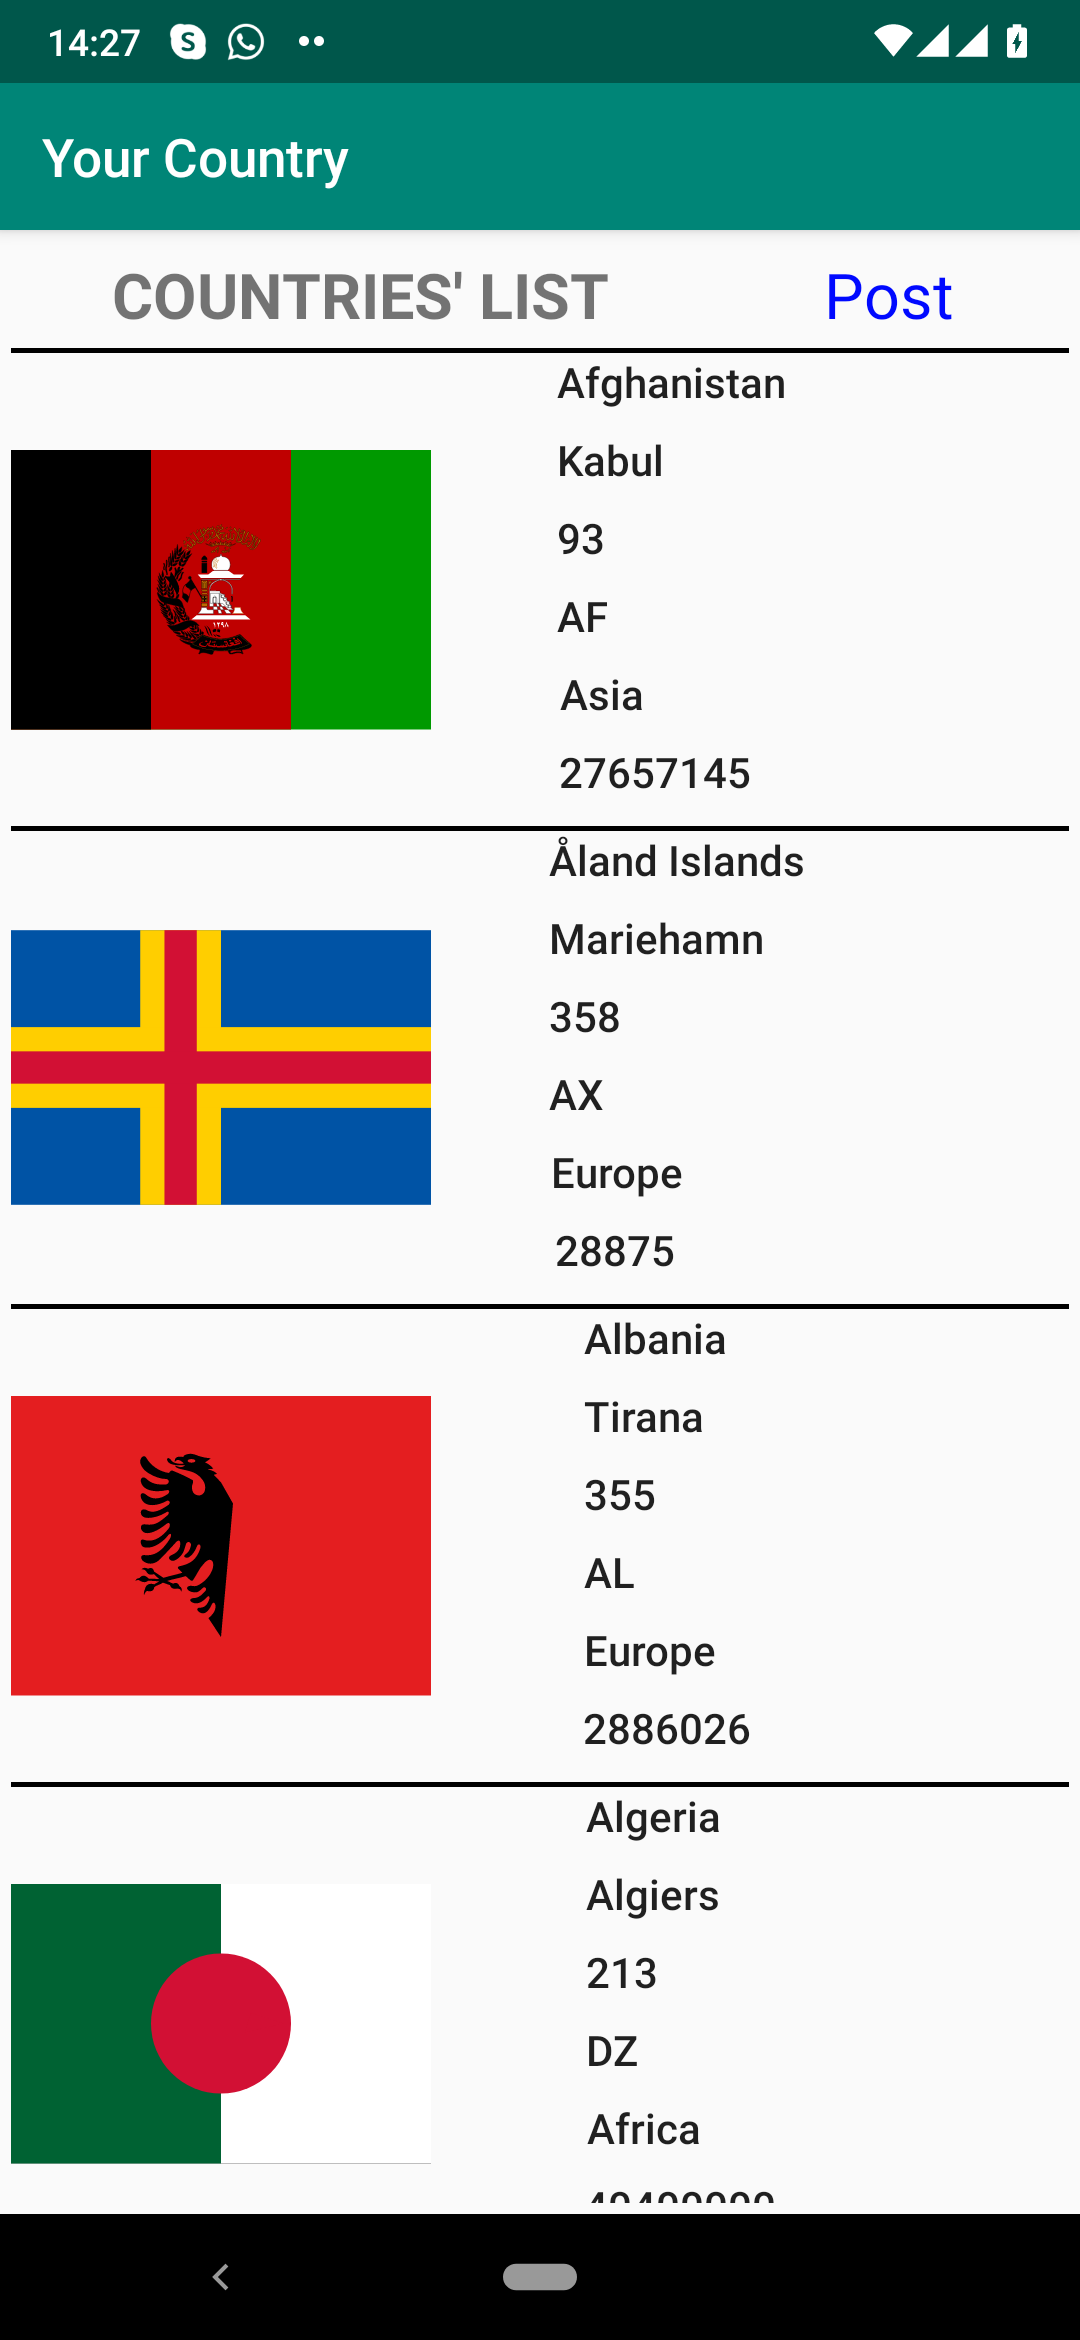 14:27
Your Country
COUNTRIES' LIST Post
Afghanistan
Kabul
93
AF
Asia
27657145
Åland Islands
Mariehamn
358
AX
Europe
28875
Albania
Tirana
355
AL
Europe
2886026
Algeria
Algiers
213
DZ
Africa